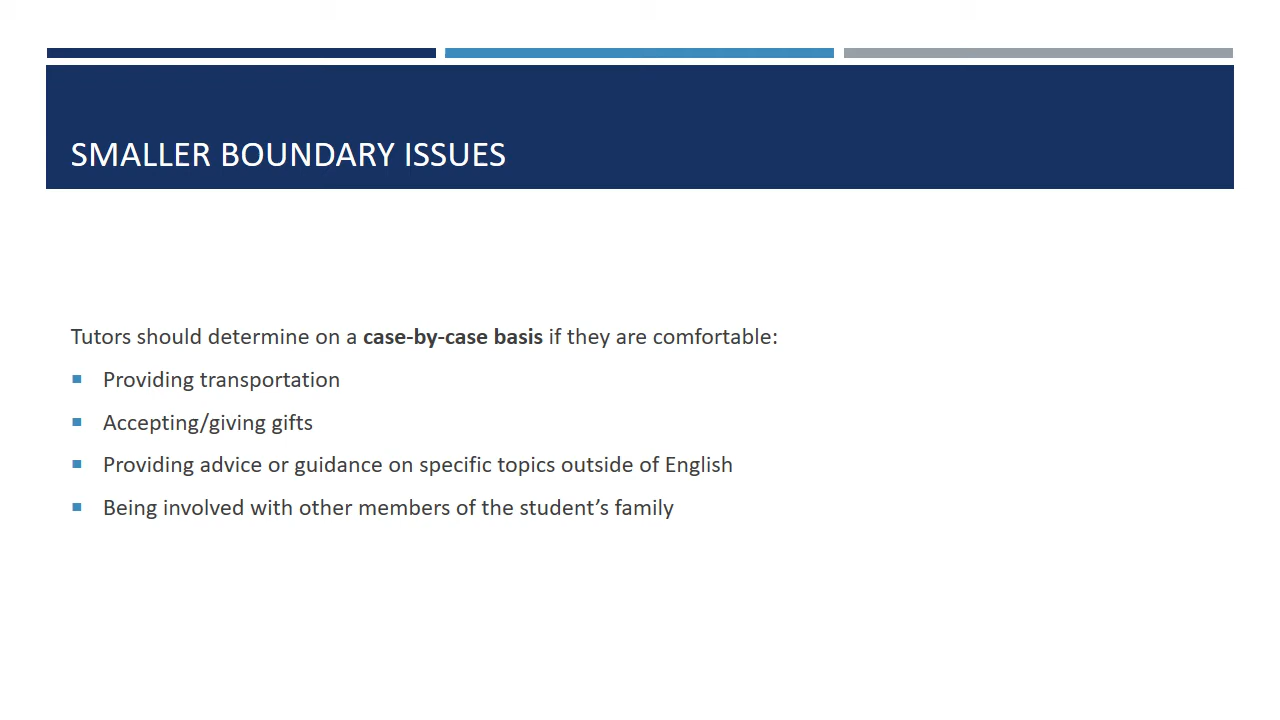 SMALLER BOUNDARY ISSUES
Tutors should determine on a case-by-case basis if they are comfortable:
Providing transportation
Accepting/giving gifts
Providing advice or guidance on specific topics outside of English
Being involved with other members of the student’s family